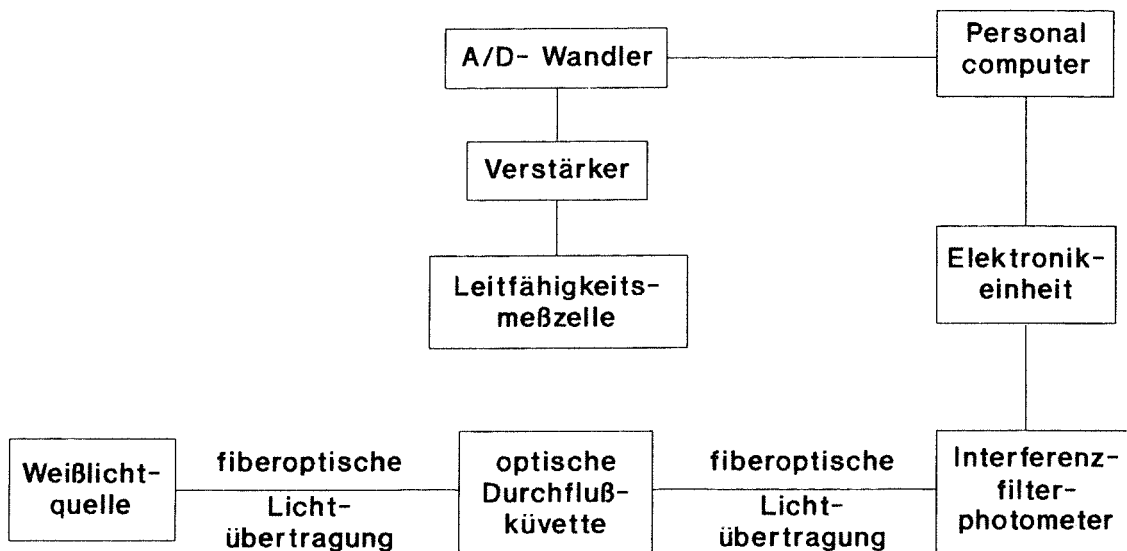 A/D- Wandler
Personal
computer
Verstärker
Leitfähigkeits-
meßzelle
Elektronik-
einheit
Weißlicht-
quelle
fiberoptische
Licht-
übertragung
optische
Durchfluß-
küvette
fiberoptische
Licht-
übertragung
Interferenz-
filter-
photometer